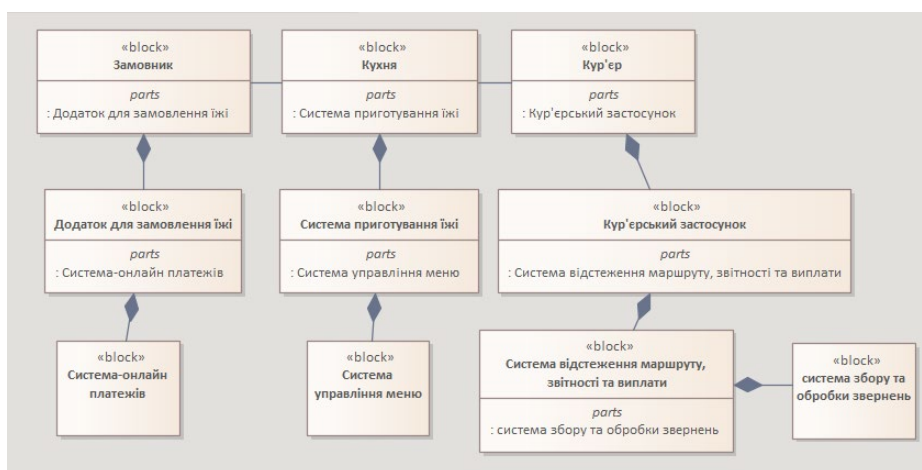 «block»
Замовник
parts
: Додаток для замовлення їжі
«block»
Кухня
parts
: Система приготування їжі
«block»
Кур'єр
parts
: Кур'єрський застосунок
«block»
Додаток для замовлення їжі
parts
: Система-онлайн платежів
«block»
Система приготування їжі
parts
: Система управління меню
«block»
Кур'єрський застосунок
parts
: Система відстеження маршруту, звітності та виплати
«block»
Система-онлайн
платежів
«block»
Система
управління меню
«block»
Система відстеження маршруту,
звітності та виплати
parts
: система збору та обробки звернень
«block»
система збору та
обробки звернень